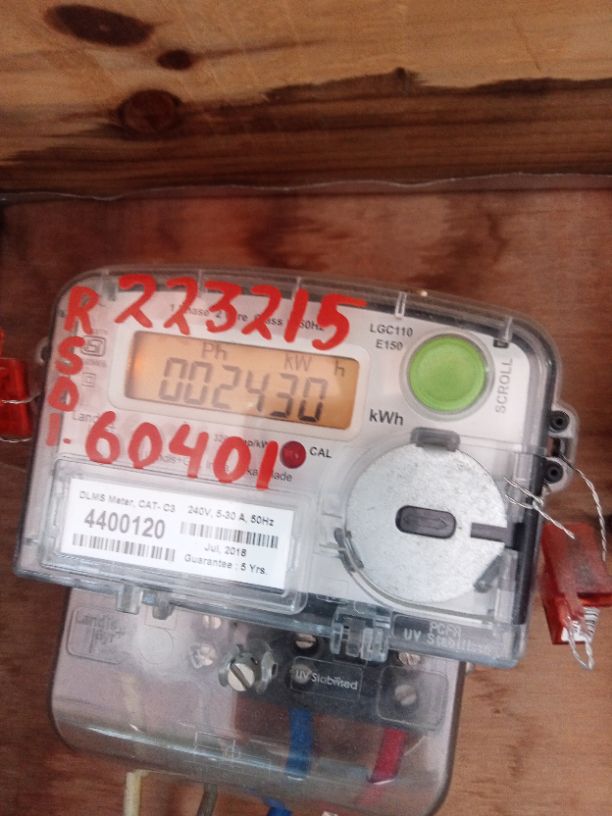 R 223215
S
D
1. 60401
LGC110
E150
Ph kW h
002430
kWh
SCROLL
CAL
DLMS Meter, CAT- C3 240V, 5-30 A, 50Hz
4400120
Jul, 2018
Guarantee : 5 Yrs.
UV Stabilised